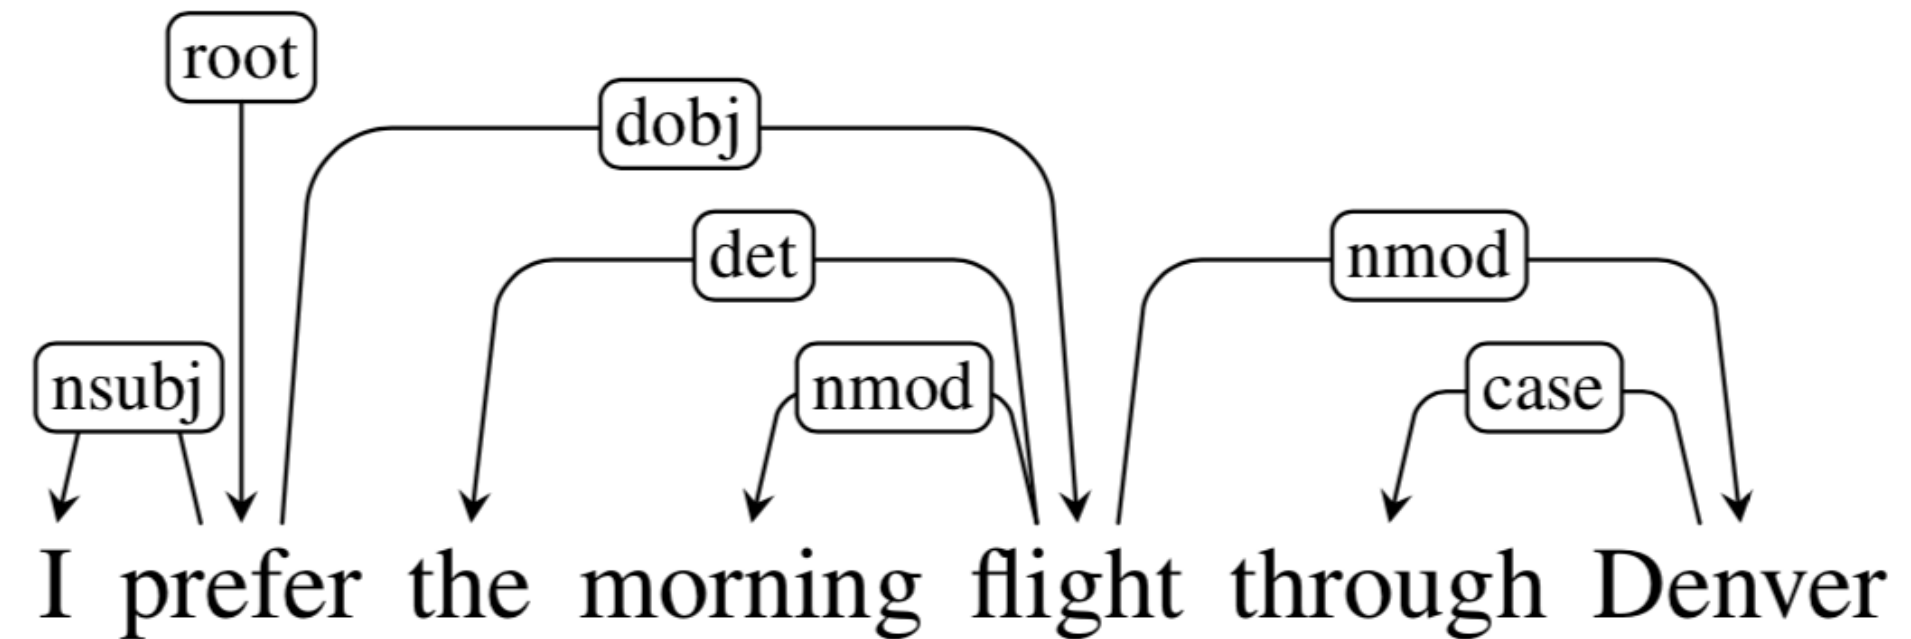 root
dobj
det
nmod
nsubj
nmod
case
I prefer the morning flight through Denver